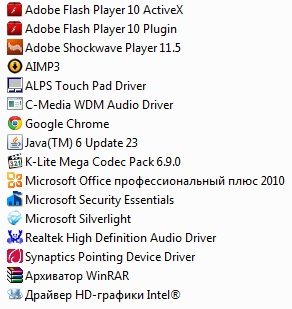 Adobe Flash Player 10 ActiveX
Adobe Flash Player 10 Plugin
Adobe Shockwave Player 11.5
AIMP3
ALPS Touch Pad Driver
C-Media WDM Audio Driver
Google Chrome
Java(TM) 6 Update 23
K-Lite Mega Codec Pack 6.9.0
Microsoft Office профессиональный плюс 2010
Microsoft Security Essentials
Microsoft Silverlight
Realtek High Definition Audio Driver
Synaptics Pointing Device Driver
Архиватор WinRAR
Драйвер HD-графики Intel®